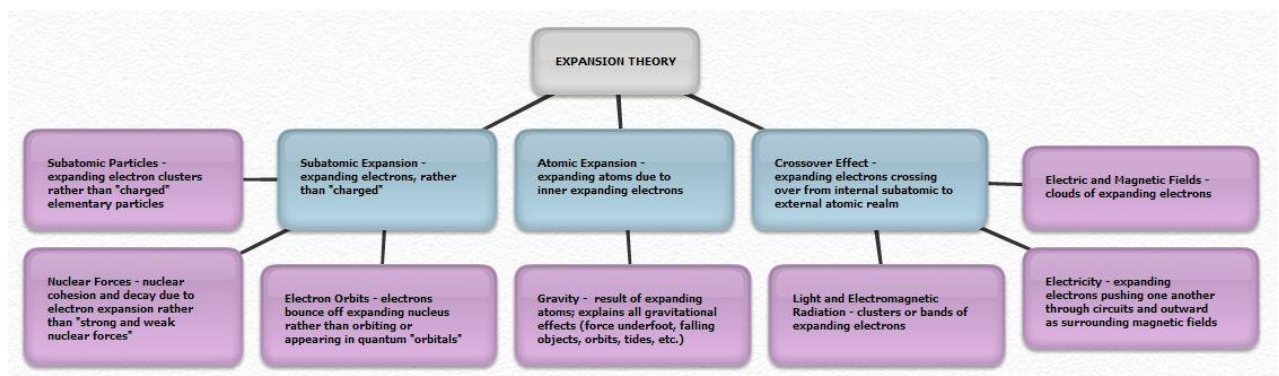 EXPANSION THEORY
Subatomic Particles -
expanding electron clusters
rather than "charged"
elementary particles
Subatomic Expansion -
expanding electrons, rather
than "charged"
Atomic Expansion -
expanding atoms due to
inner expanding electrons
Crossover Effect -
expanding electrons crossing
over from internal subatomic to
external atomic realm
Electric and Magnetic Fields -
clouds of expanding electrons
Nuclear Forces - nuclear
cohesion and decay due to
electron expansion rather
than "strong and weak
nuclear forces"
Electron Orbits - electrons
bounce off expanding nucleus
rather than orbiting or
appearing in quantum "orbitals"
Gravity - result of expanding
atoms; explains all gravitational
effects (force underfoot, falling
objects, orbits, tides, etc.)
Light and Electromagnetic
Radiation - clusters or bands of
expanding electrons
Electricity - expanding
electrons pushing one another
through circuits and outward
as surrounding magnetic fields